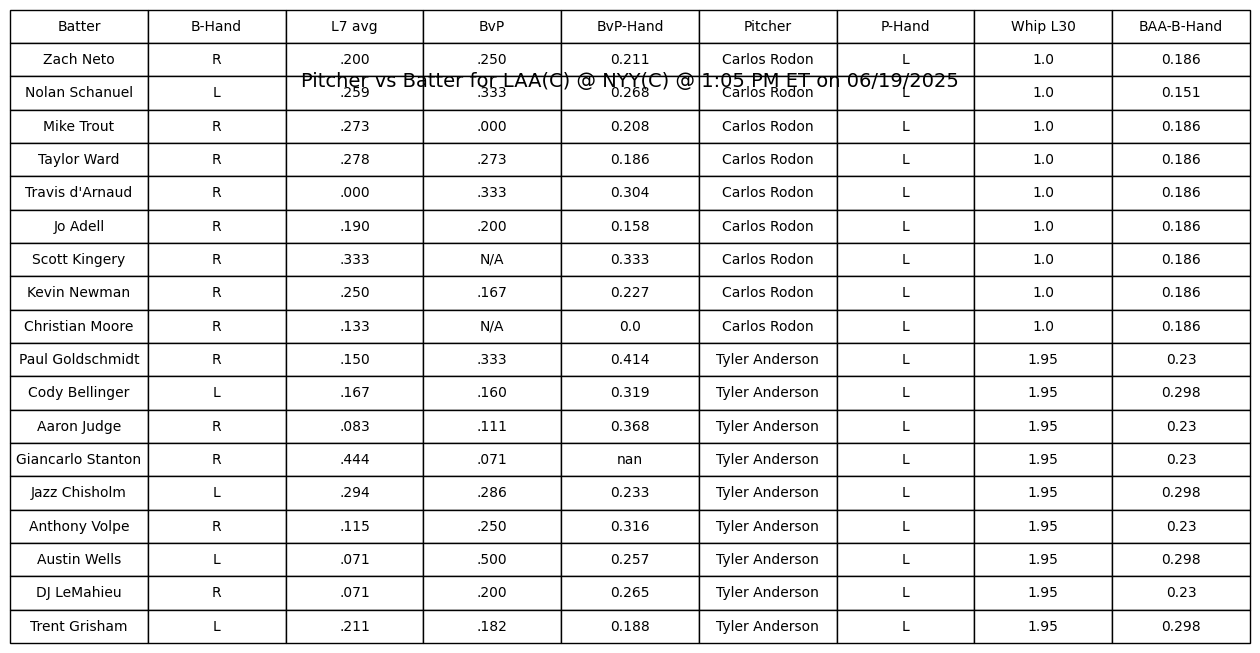 Batter B-Hand L7 avg BvP BvP-Hand Pitcher P-Hand Whip L30 BAA-B-Hand
Zach Neto R .200 .250 0.211 Carlos Rodon L 1.0 0.186
Pitcher vs Batter for LAA(C) @ NYY(C) @ 1:05 PM ET on 06/19/2025
Nolan Schanuel L .259 .333 0.268 Carlos Rodon L 1.0 0.151
Mike Trout R .273 .000 0.208 Carlos Rodon L 1.0 0.186
Taylor Ward R .278 .273 0.186 Carlos Rodon L 1.0 0.186
Travis d'Arnaud R .000 .333 0.304 Carlos Rodon L 1.0 0.186
Jo Adell R .190 .200 0.158 Carlos Rodon L 1.0 0.186
Scott Kingery R .333 N/A 0.333 Carlos Rodon L 1.0 0.186
Kevin Newman R .250 .167 0.227 Carlos Rodon L 1.0 0.186
Christian Moore R .133 N/A 0.0 Carlos Rodon L 1.0 0.186
Paul Goldschmidt R .150 .333 0.414 Tyler Anderson L 1.95 0.23
Cody Bellinger L .167 .160 0.319 Tyler Anderson L 1.95 0.298
Aaron Judge R .083 .111 0.368 Tyler Anderson L 1.95 0.23
Giancarlo Stanton R .444 .071 nan Tyler Anderson L 1.95 0.23
Jazz Chisholm L .294 .286 0.233 Tyler Anderson L 1.95 0.298
Anthony Volpe R .115 .250 0.316 Tyler Anderson L 1.95 0.23
Austin Wells L .071 .500 0.257 Tyler Anderson L 1.95 0.298
DJ LeMahieu R .071 .200 0.265 Tyler Anderson L 1.95 0.23
Trent Grisham L .211 .182 0.188 Tyler Anderson L 1.95 0.298